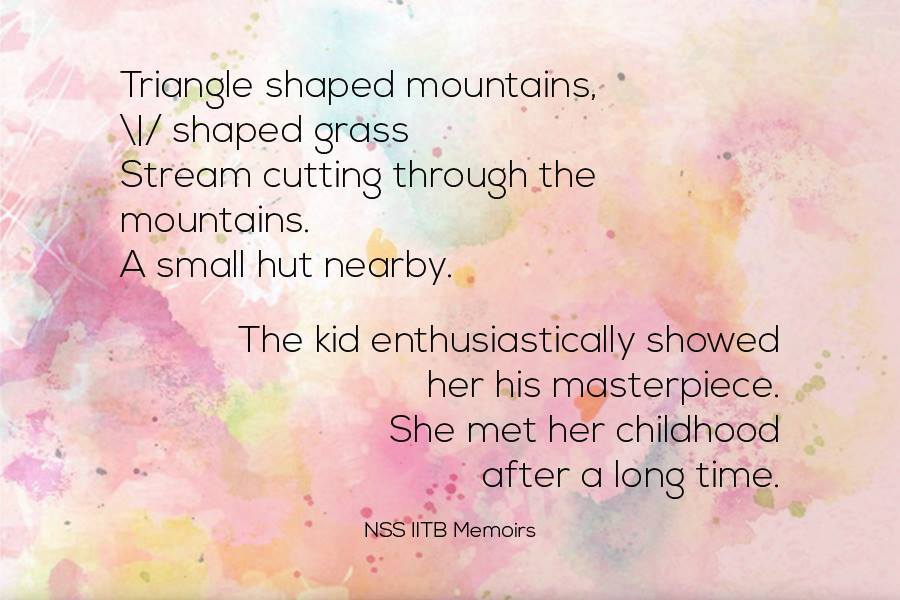 Triangle shaped mountains,
\|/ shaped grass
Stream cutting through the
mountains.
A small hut nearby.
The kid enthusiastically showed
her his masterpiece.
She met her childhood
after a long time.
NSS IITB Memoirs